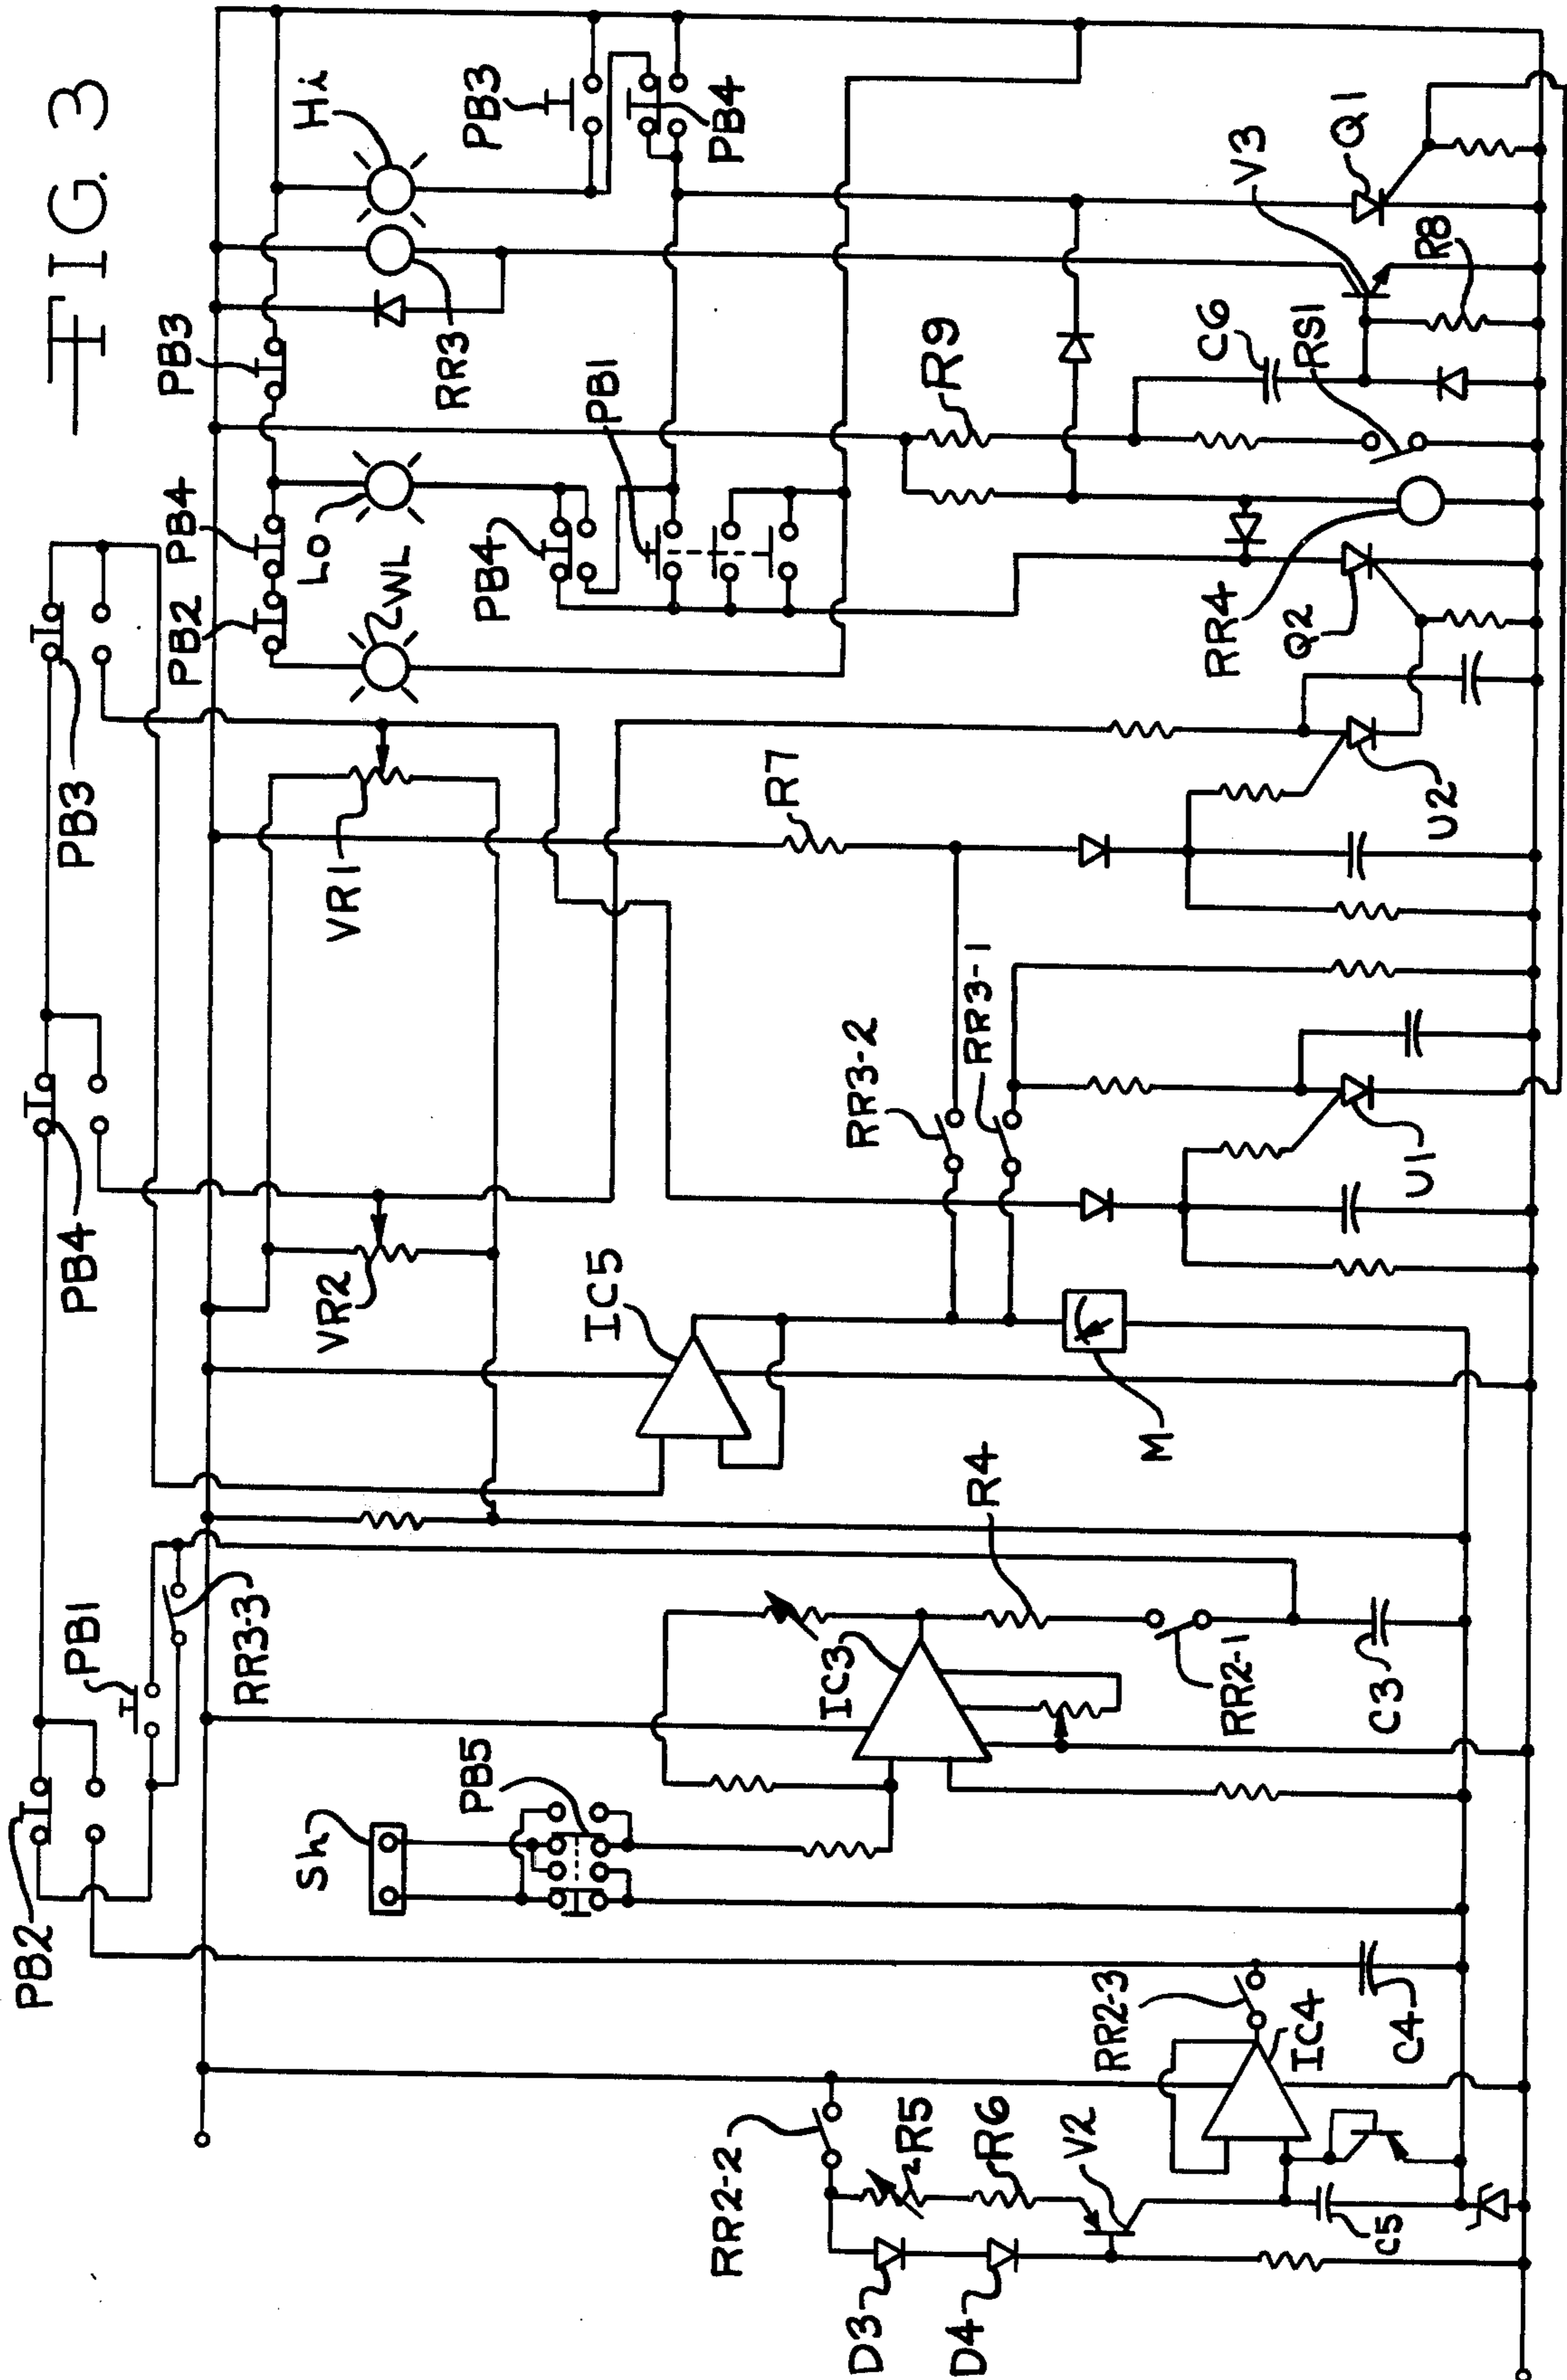 FIG. 3
PB2
PB1
RR3-3
PB4
PB3
PB2
PB4
PB3
Hi
RR3
Lo
WL
VR1
VR2
PB3
PB4
PB4
PB1
Sh
PB5
IC5
R7
R9
RR3-2
RR3-1
IC3
R4
RR2-1
C3
M
C6
RS1
V3
Q1
R8
RR4
Q2
U2
U1
RR2-2
R5
R6
V2
D3
D4
RR2-3
IC4
C4
C5